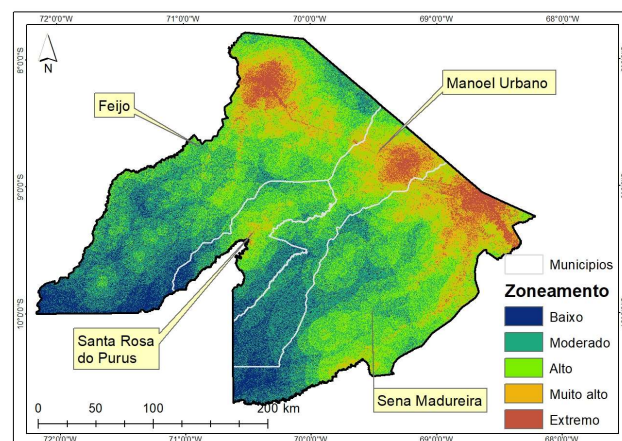 72°0'0"W 71°0'0"W 70°0'0"W 69°0'0"W 68°0'0"W
8°0'0"S
9°0'0"S
10°0'0"S
N
Feijo
Manoel Urbano
Santa Rosa
do Purus
Sena Madureira
Municipios
Zoneamento
Baixo
Moderado
Alto
Muito alto
Extremo
0 50 100 200 km
72°0'0"W 71°0'0"W 70°0'0"W 69°0'0"W 68°0'0"W